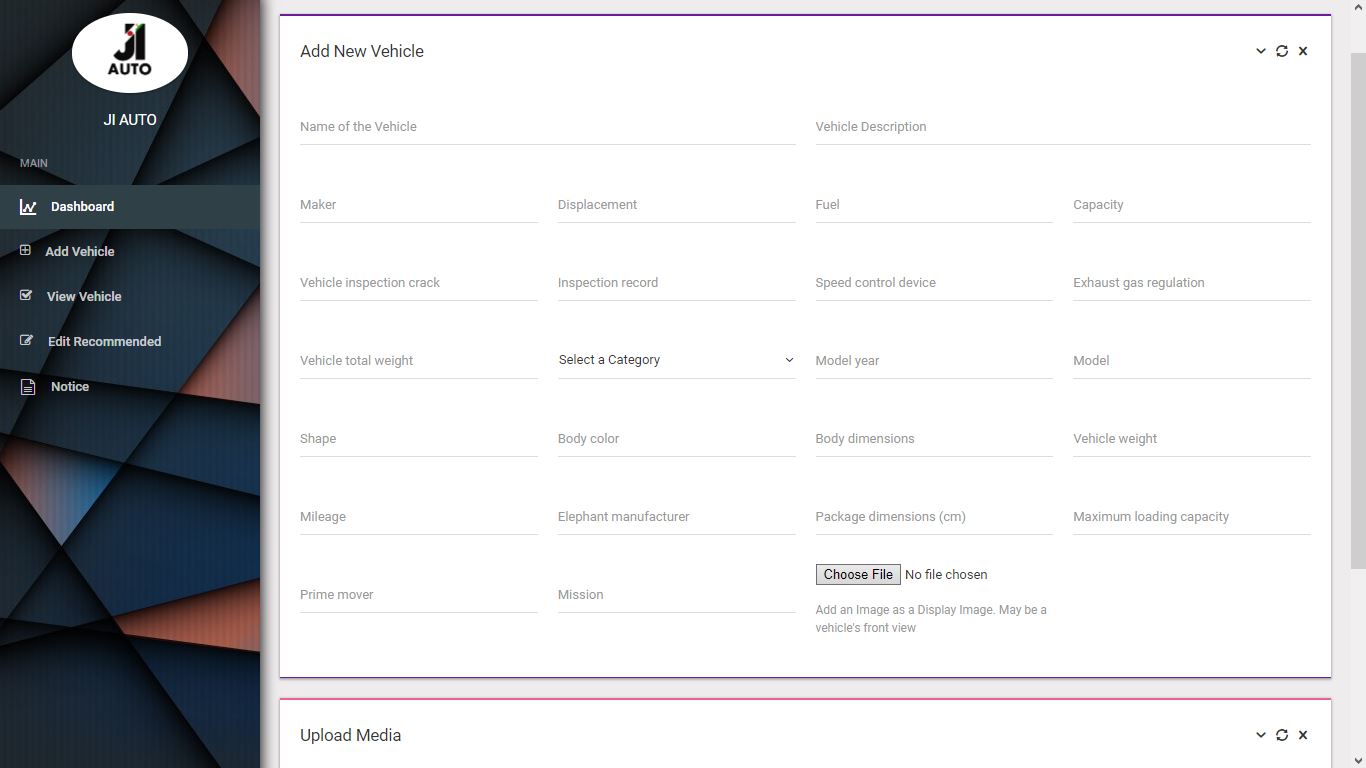 JI
AUTO
JI AUTO
MAIN
Dashboard
Add Vehicle
View Vehicle
Edit Recommended
Notice
Add New Vehicle
Name of the Vehicle Vehicle Description
Maker Displacement Fuel Capacity
Vehicle inspection crack Inspection record Speed control device Exhaust gas regulation
Vehicle total weight Select a Category Model year Model
Shape Body color Body dimensions Vehicle weight
Mileage Elephant manufacturer Package dimensions (cm) Maximum loading capacity
Prime mover Mission Choose File No file chosen
Add an Image as a Display Image. May be a
vehicle's front view
Upload Media